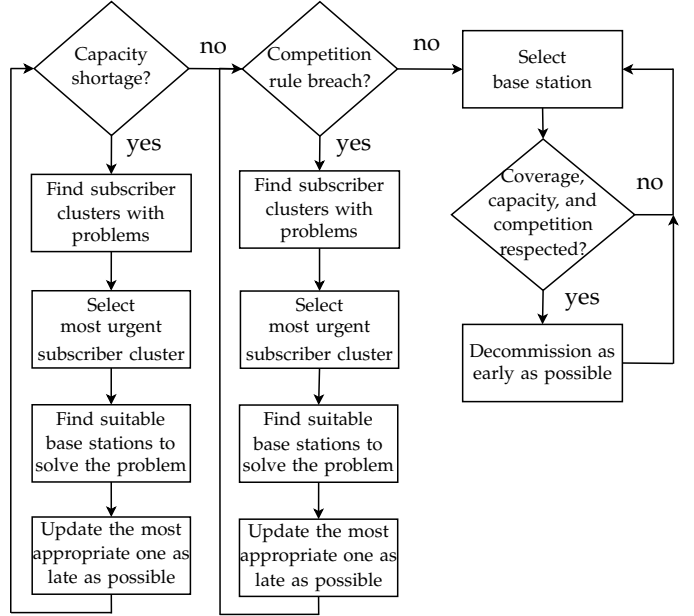 Capacity
shortage?
no
yes
Find subscriber
clusters with
problems
Select
most urgent
subscriber cluster
Find suitable
base stations to
solve the problem
Update the most
appropriate one as
late as possible
Competition
rule breach?
no
yes
Find subscriber
clusters with
problems
Select
most urgent
subscriber cluster
Find suitable
base stations to
solve the problem
Update the most
appropriate one as
late as possible
Select
base station
Coverage,
capacity, and
competition
respected?
no
yes
Decommission as
early as possible